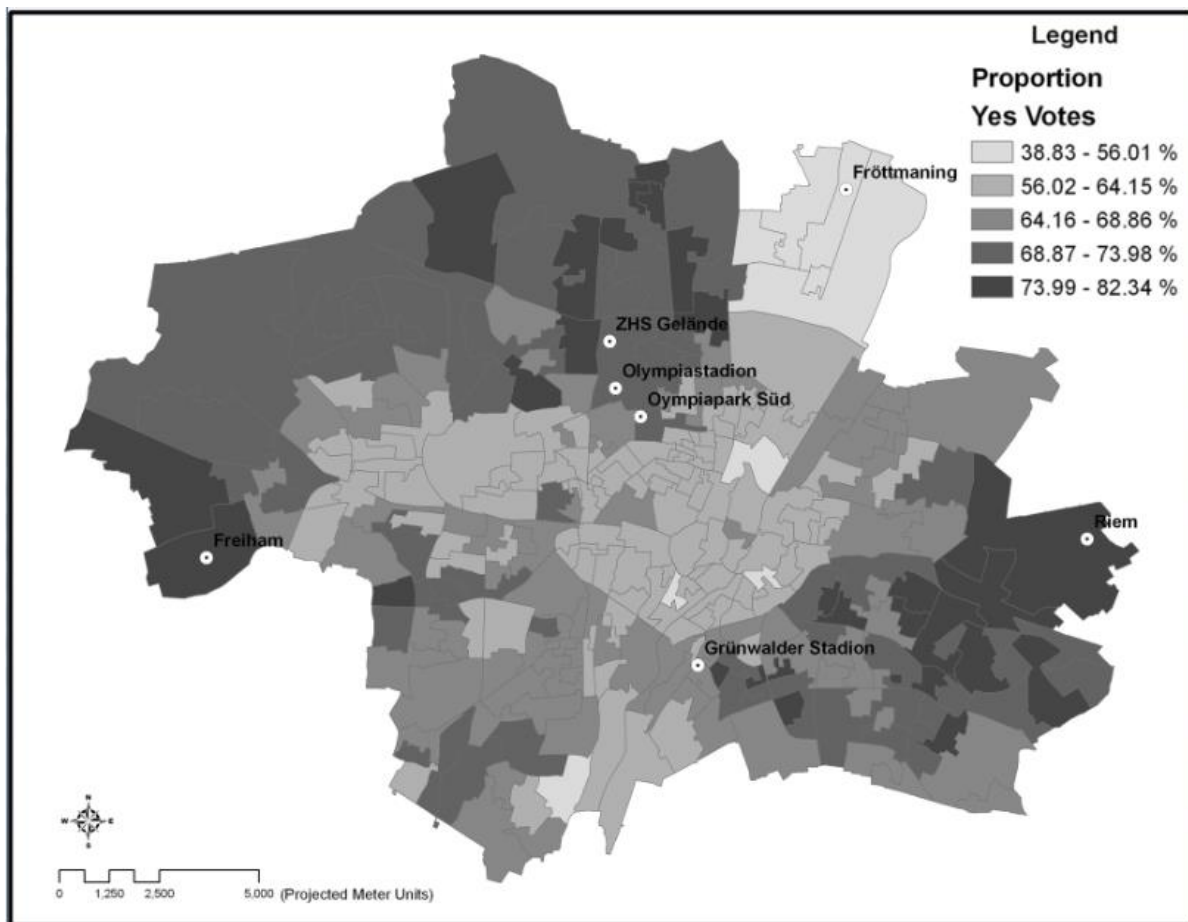 Legend
Proportion
Yes Votes
38.83 - 56.01 %
56.02 - 64.15 %
64.16 - 68.86 %
68.87 - 73.98 %
73.99 - 82.34 %
Fröttmaning
ZHS Gelände
Olympiastadion
Oympiapark Süd
Freiham
Riem
Grünwalder Stadion
N
W E
S
0 1,250 2,500 5,000 (Projected Meter Units)